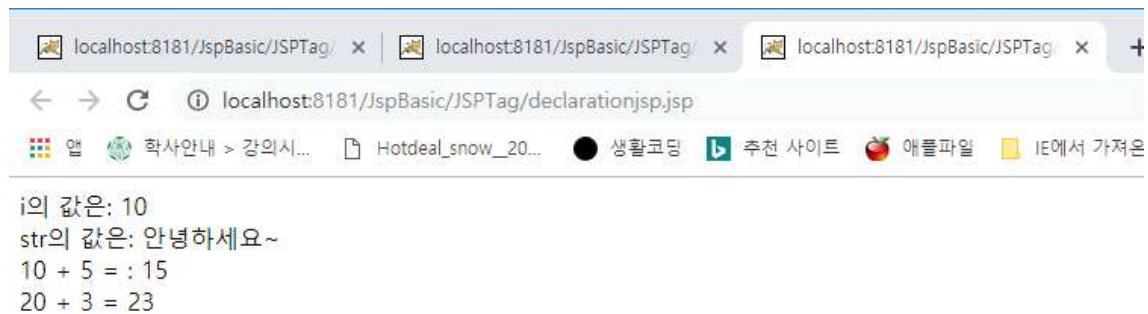 localhost:8181/JspBasic/JSPTag/ localhost:8181/JspBasic/JSPTag/ localhost:8181/JspBasic/JSPTag/
localhost:8181/JspBasic/JSPTag/declarationjsp.jsp
앱 학사안내 > 강의시... Hotdeal_snow__20... 생활코딩 추천 사이트 애플파일 IE에서 가져온
i의 값은: 10
str의 값은: 안녕하세요~
10 + 5 = : 15
20 + 3 = 23